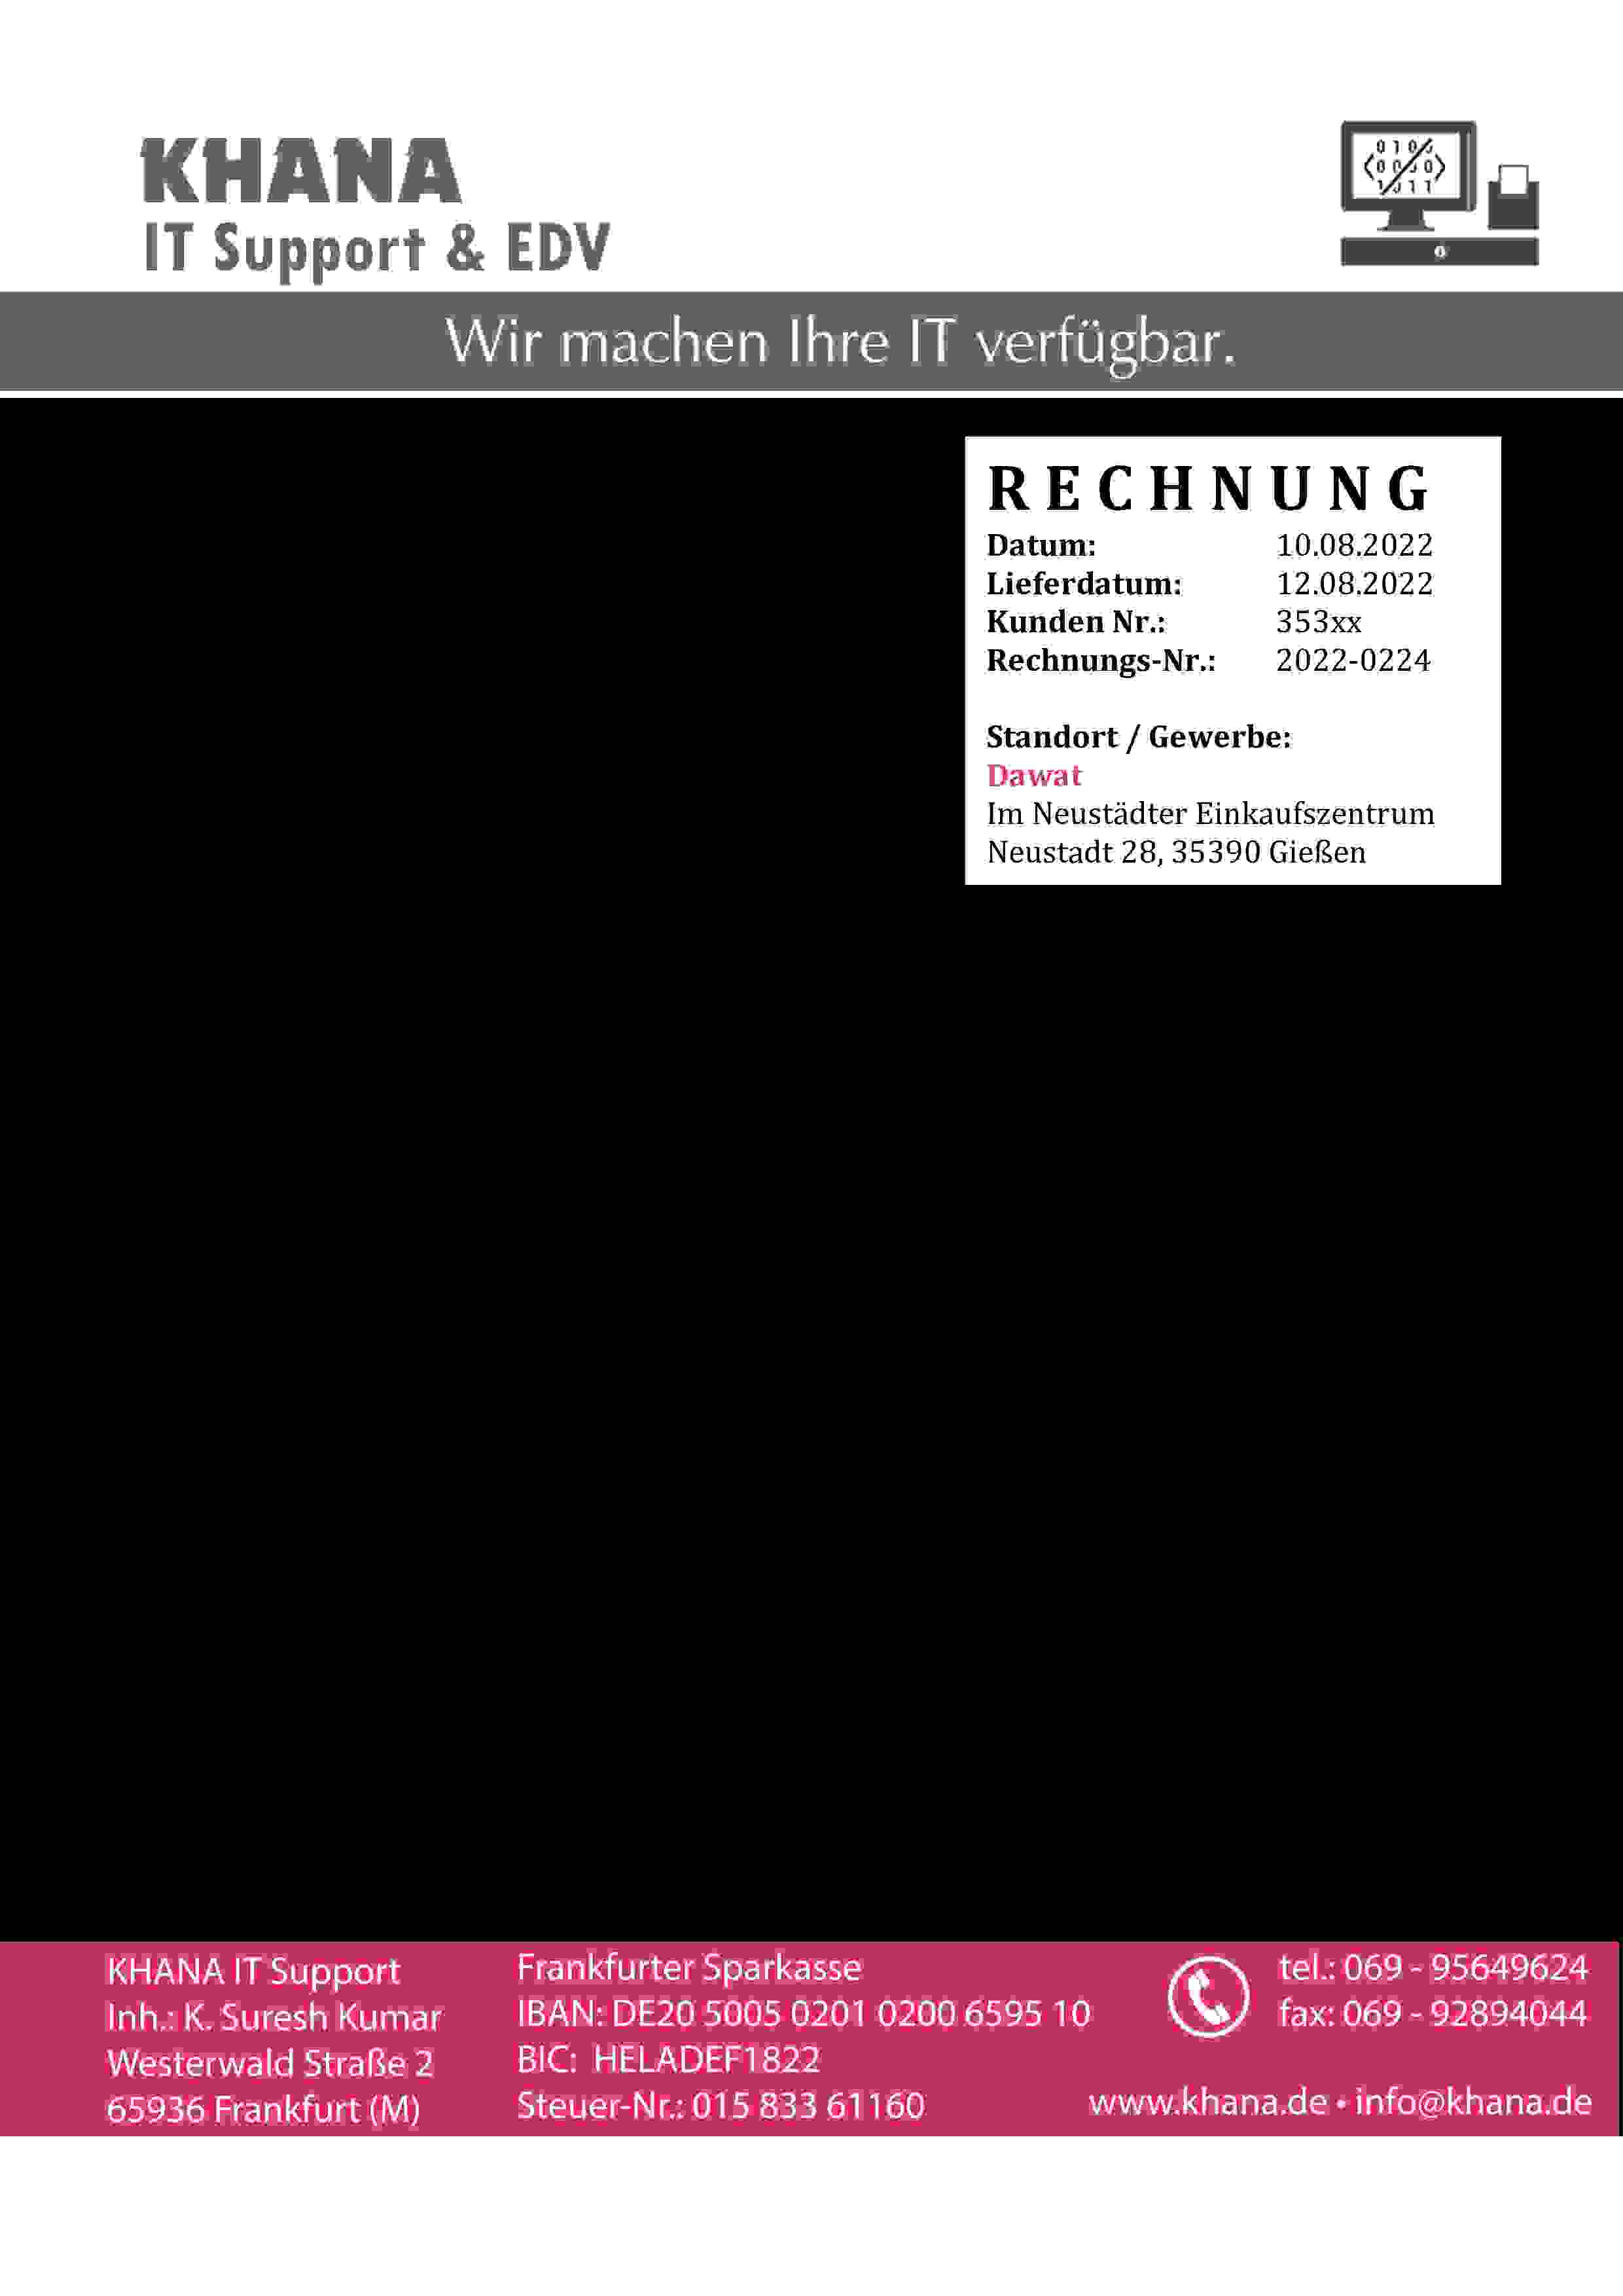 KHANA
IT Support & EDV
Wir machen Ihre IT verfügbar.
RECHNUNG
Datum: 10.08.2022
Lieferdatum: 12.08.2022
Kunden Nr.: 353xx
Rechnungs-Nr.: 2022-0224
Standort / Gewerbe:
Dawat
Im Neustädter Einkaufszentrum
Neustadt 28, 35390 Gießen
KHANA IT Support
Inh.: K. Suresh Kumar
Westerwald Straße 2
65936 Frankfurt (M)
Frankfurter Sparkasse
IBAN: DE20 5005 0201 0200 6595 10
BIC: HELADEF1822
Steuer-Nr.: 015 833 61160
tel.: 069 - 95649624
fax: 069 - 92894044
www.khana.de • info@khana.de